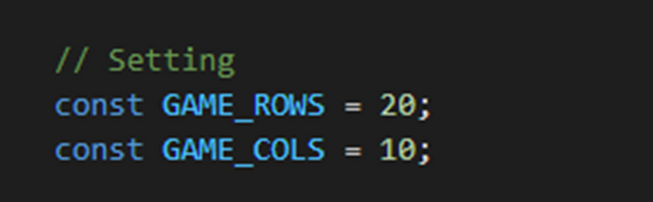 // Setting
const GAME_ROWS = 20;
const GAME_COLS = 10;